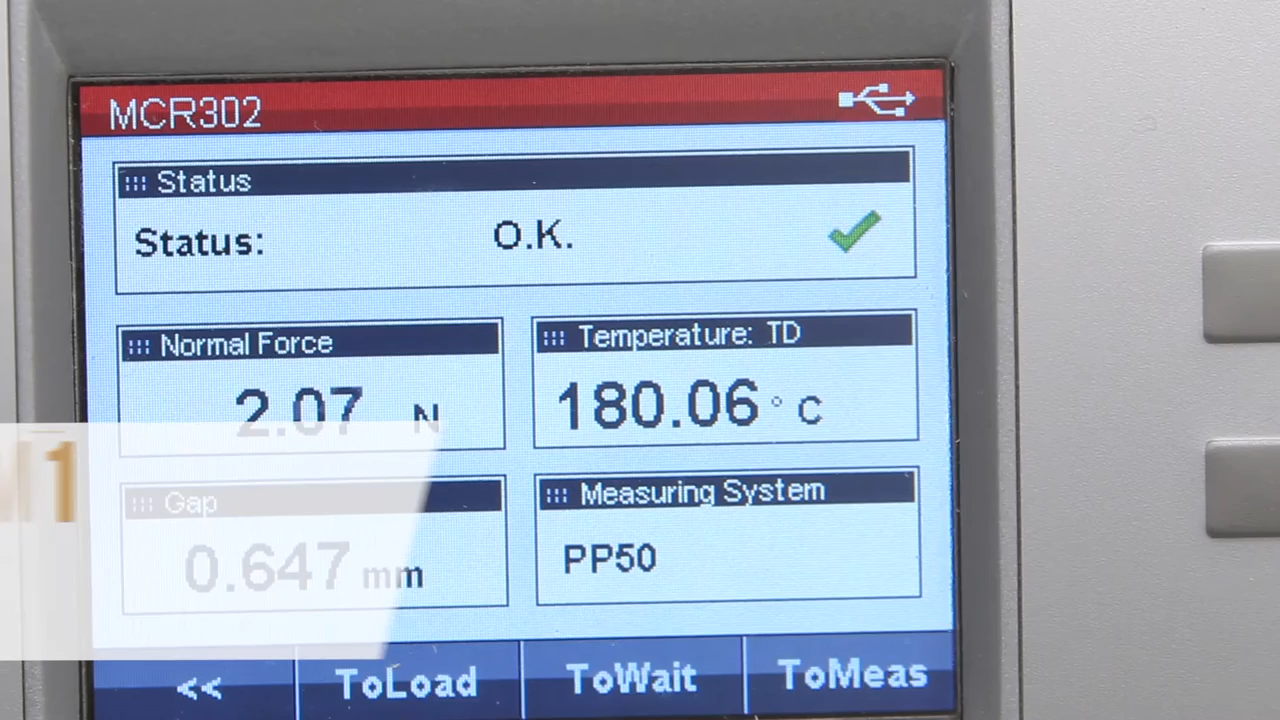 MCR302
Status
Status: O.K.
Normal Force
2.07 N
Temperature: TD
180.06 ° C
1
Gap
0.647 mm
Measuring System
PP50
<< ToLoad ToWait ToMeas